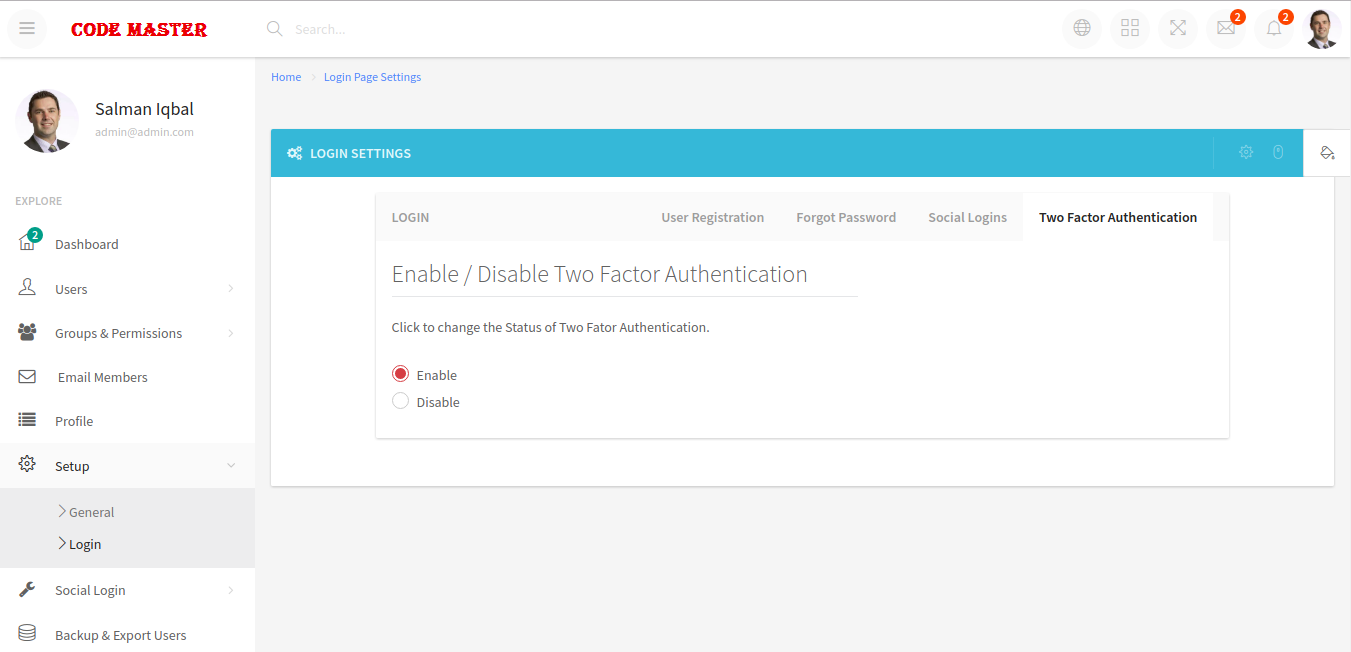 CODE MASTER
Search...
2
2
Salman Iqbal
admin@admin.com
EXPLORE
2
Dashboard
Users
Groups & Permissions
Email Members
Profile
Setup
General
Login
Social Login
Backup & Export Users
Home
Login Page Settings
LOGIN SETTINGS
LOGIN
User Registration
Forgot Password
Social Logins
Two Factor Authentication
Enable / Disable Two Factor Authentication
Click to change the Status of Two Fator Authentication.
Enable
Disable